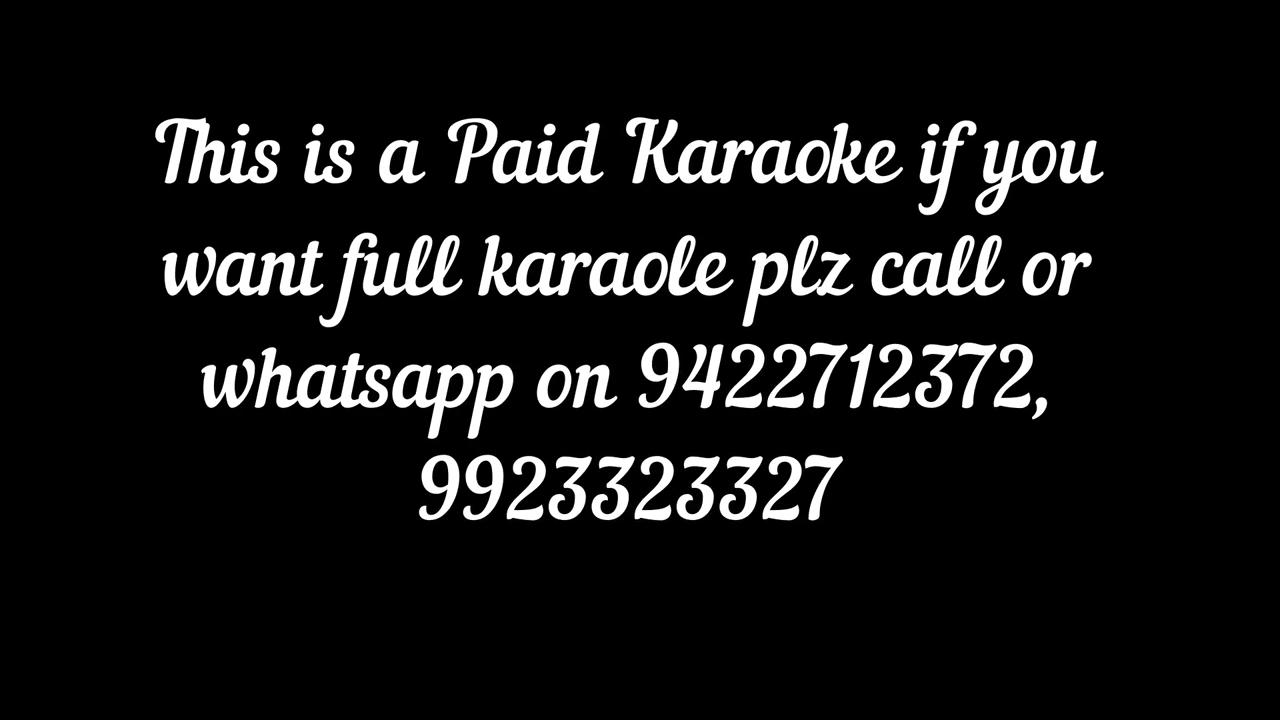 This is a Paid Karaoke if you
want full karaole plz call or
whatsapp on 9422712372,
9923323327